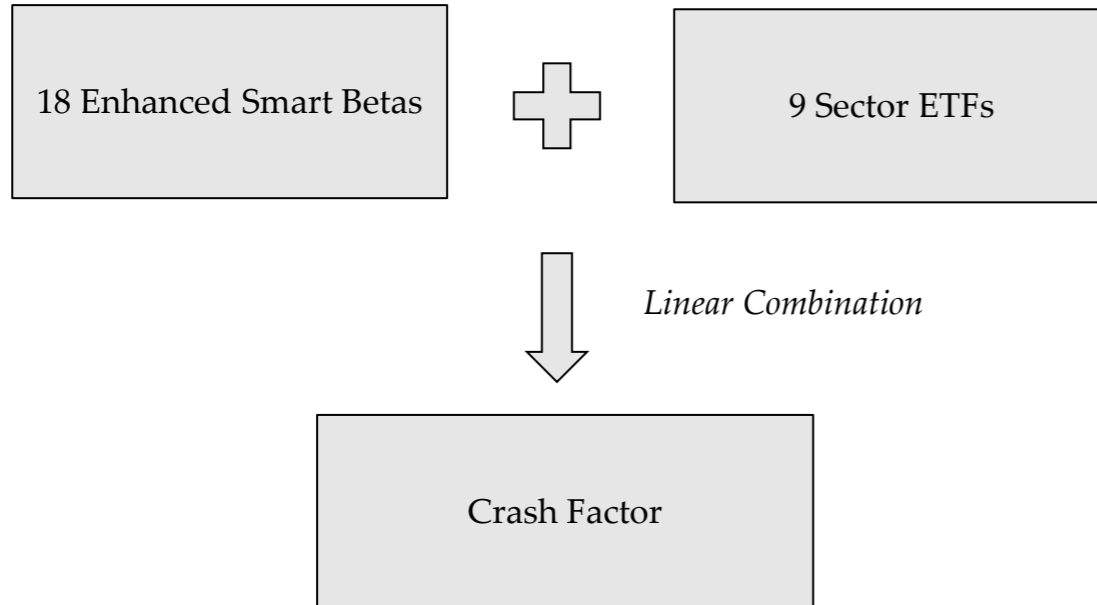 18 Enhanced Smart Betas
9 Sector ETFs
Linear Combination
Crash Factor